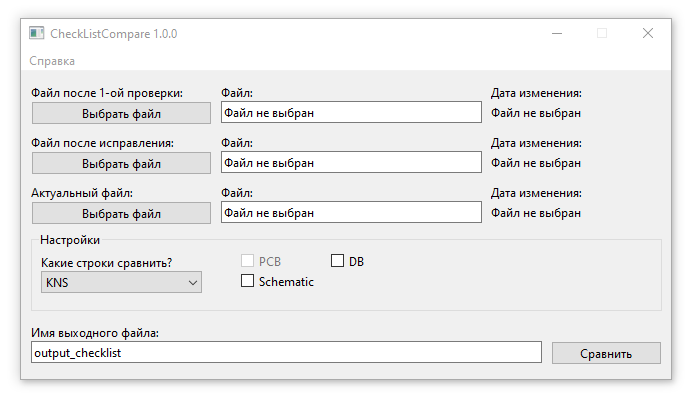 CheckListCompare 1.0.0
Справка
Файл после 1-ой проверки: Файл: Дата изменения:
Выбрать файл Файл не выбран Файл не выбран
Файл после исправления: Файл: Дата изменения:
Выбрать файл Файл не выбран Файл не выбран
Актуальный файл: Файл: Дата изменения:
Выбрать файл Файл не выбран Файл не выбран
Настройки
Какие строки сравнить? PCB DB
KNS Schematic
Имя выходного файла:
output_checklist Сравнить